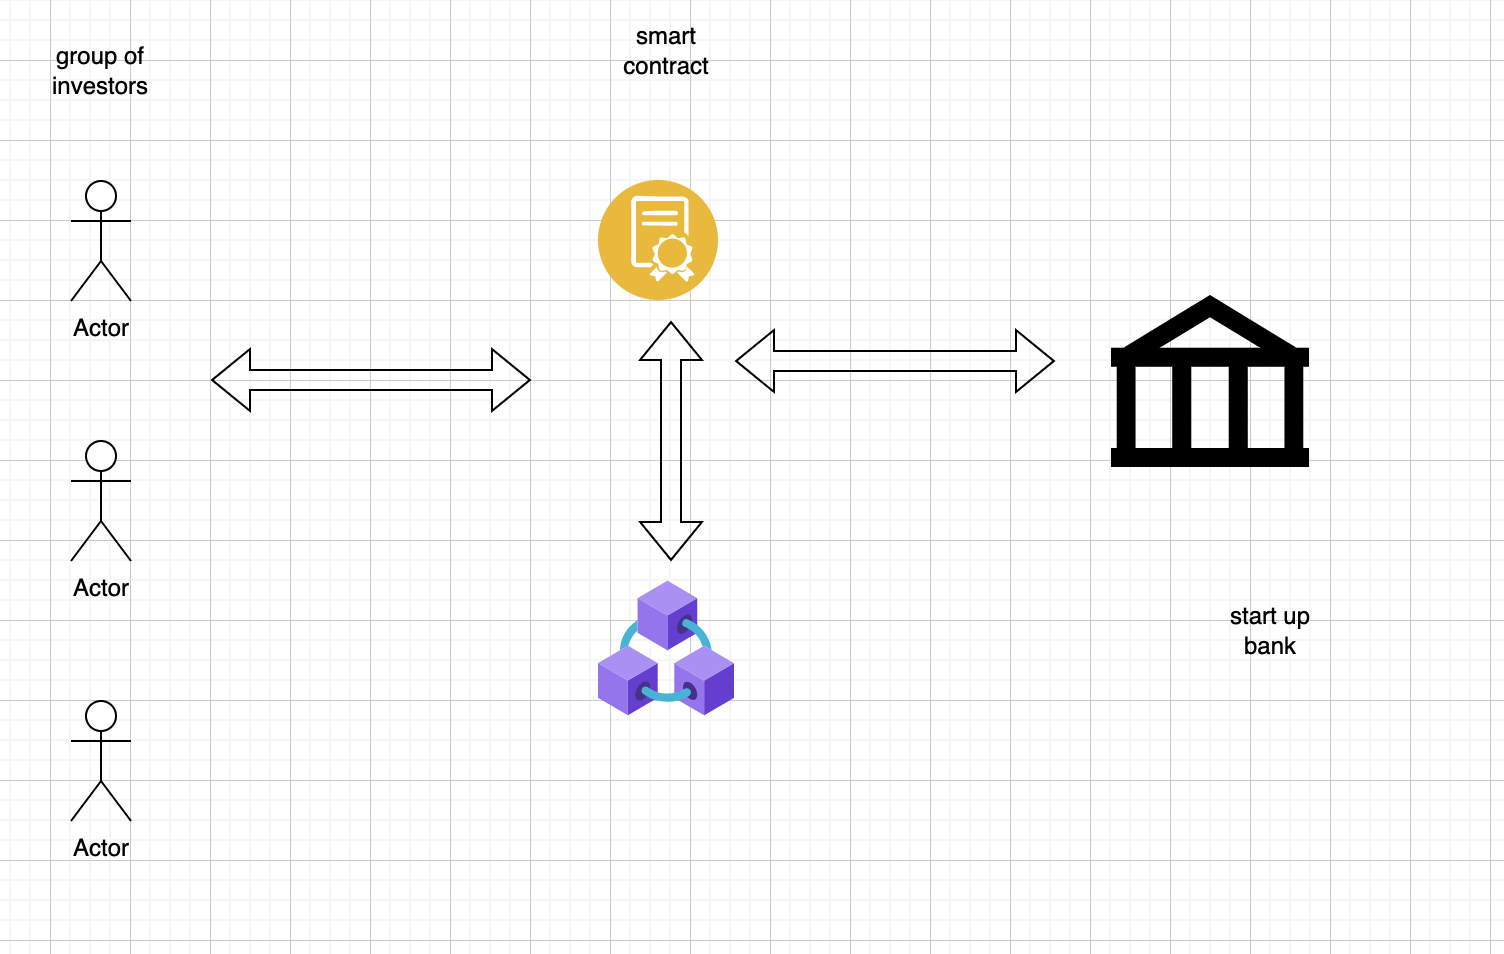 group of
investors
smart
contract
Actor
Actor
start up
bank
Actor